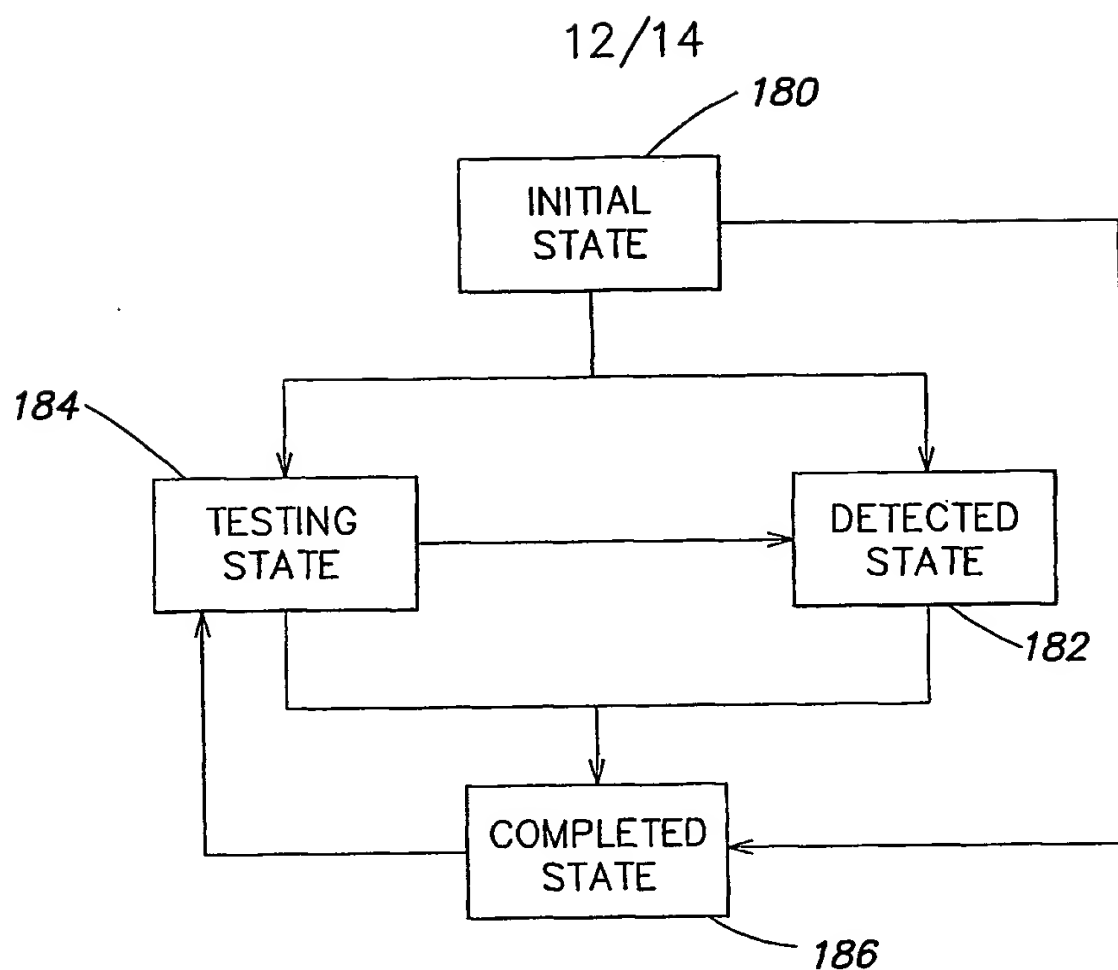 12/14
180
INITIAL
STATE
184
TESTING
STATE
DETECTED
STATE
182
COMPLETED
STATE
186